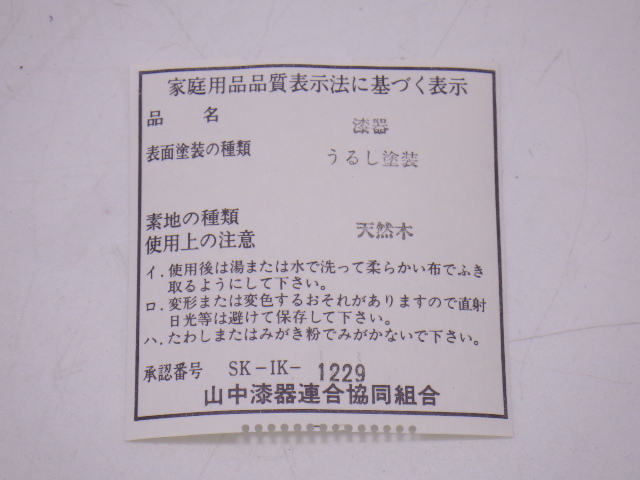 家庭用品品質表示法に基づく表示
品名 漆器
表面塗装の種類 うるし塗装
素地の種類 天然木
使用上の注意
イ.使用後は湯または水で洗って柔らかい布でふき
取るようにして下さい。
ロ.変形または変色するおそれがありますので直射
日光等は避けて保存して下さい。
ハ.たわしまたはみがき粉でみがかないで下さい。
承認番号 SK-IK-1229
山中漆器連合協同組合